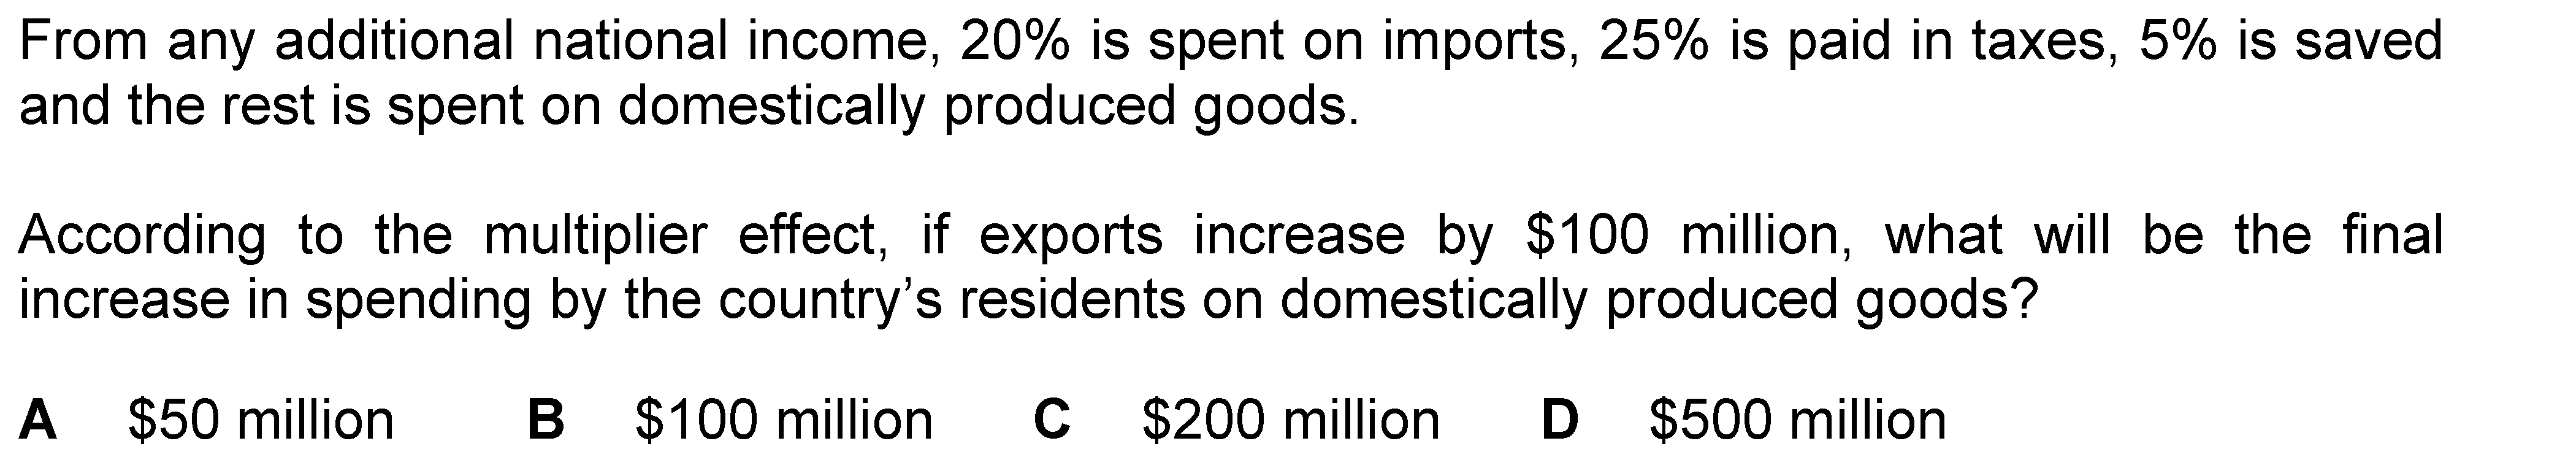 From any additional national income, 20% is spent on imports, 25% is paid in taxes, 5% is saved
and the rest is spent on domestically produced goods.
According to the multiplier effect, if exports increase by $100 million, what will be the final
increase in spending by the country’s residents on domestically produced goods?
A $50 million B $100 million C $200 million D $500 million